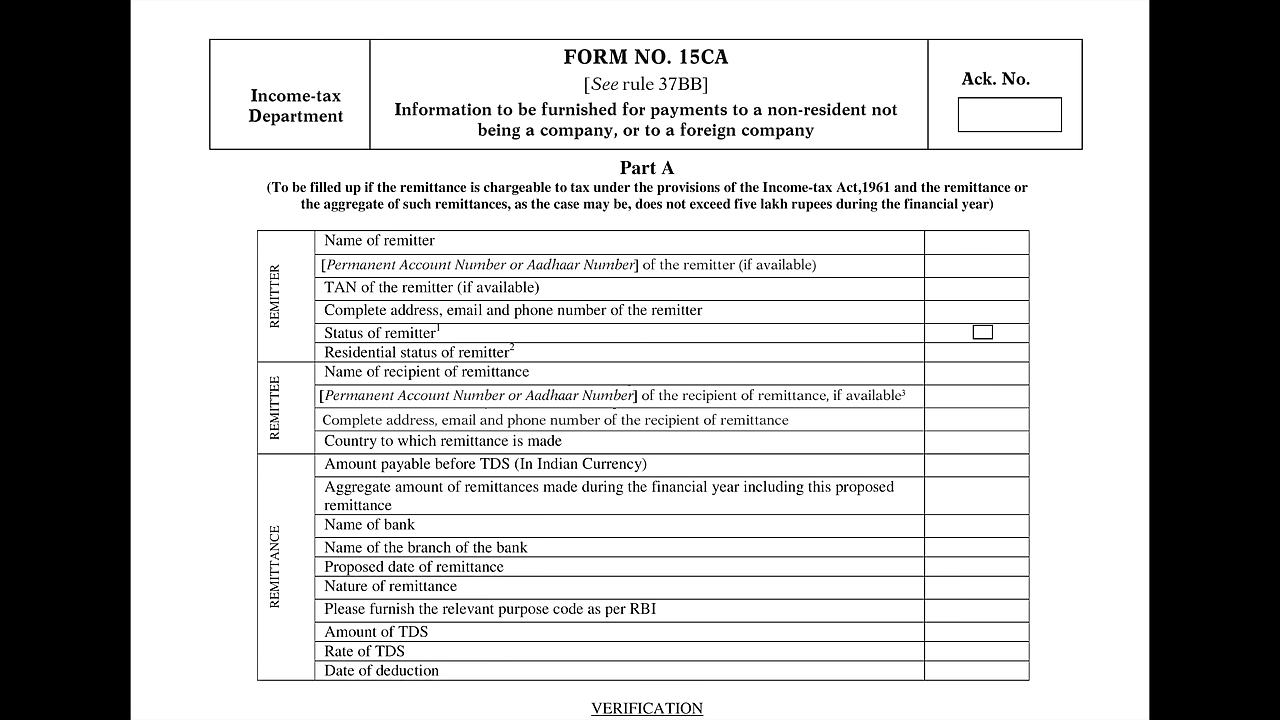 Income-tax
Department
FORM NO. 15CA
[See rule 37BB]
Information to be furnished for payments to a non-resident not
being a company, or to a foreign company
Ack. No.
Part A
(To be filled up if the remittance is chargeable to tax under the provisions of the Income-tax Act,1961 and the remittance or
the aggregate of such remittances, as the case may be, does not exceed five lakh rupees during the financial year)
REMITTER
Name of remitter
[Permanent Account Number or Aadhaar Number] of the remitter (if available)
TAN of the remitter (if available)
Complete address, email and phone number of the remitter
Status of remitter1
Residential status of remitter2
REMITTEE
Name of recipient of remittance
[Permanent Account Number or Aadhaar Number] of the recipient of remittance, if available³
Complete address, email and phone number of the recipient of remittance
Country to which remittance is made
REMITTANCE
Amount payable before TDS (In Indian Currency)
Aggregate amount of remittances made during the financial year including this proposed
remittance
Name of bank
Name of the branch of the bank
Proposed date of remittance
Nature of remittance
Please furnish the relevant purpose code as per RBI
Amount of TDS
Rate of TDS
Date of deduction
VERIFICATION